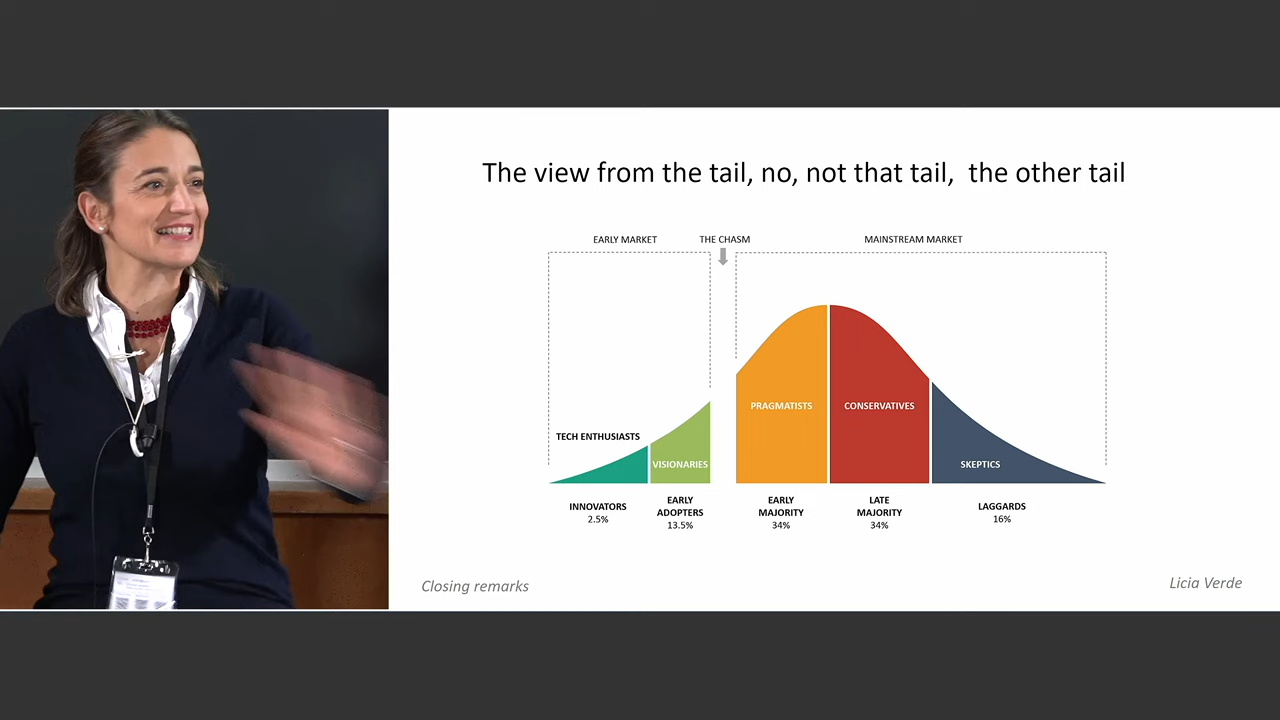 The view from the tail, no, not that tail,  the other tail
EARLY MARKET
THE CHASM
MAINSTREAM MARKET
PRAGMATISTS
CONSERVATIVES
TECH ENTHUSIASTS
VISIONARIES
SKEPTICS
INNOVATORS
2.5%
EARLY
ADOPTERS
13.5%
EARLY
MAJORITY
34%
LATE
MAJORITY
34%
LAGGARDS
16%
Closing remarks
Licia Verde